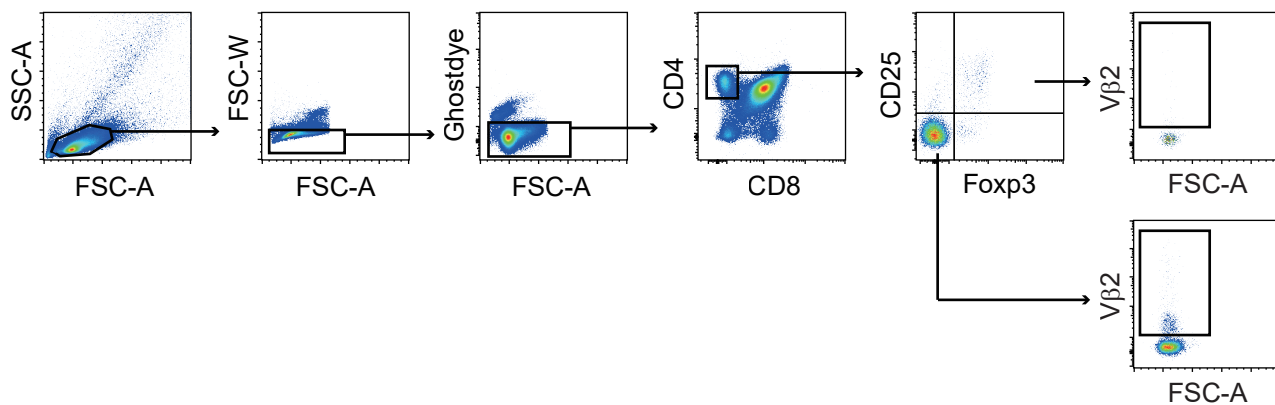 SSC-A
FSC-A
FSC-W
FSC-A
Ghostdye
FSC-A
CD4
CD8
CD25
Foxp3
Vβ2
FSC-A
Vβ2
FSC-A